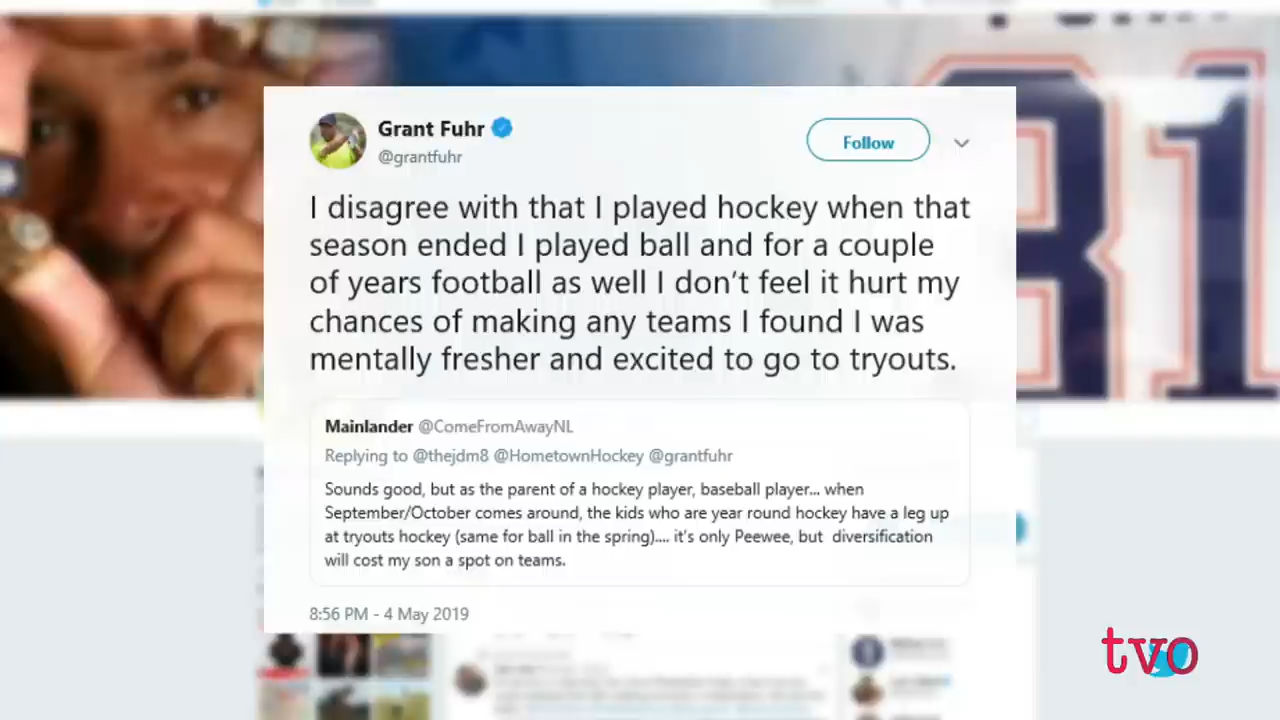 31
Grant Fuhr
@grantfuhr
Follow
I disagree with that I played hockey when that
season ended I played ball and for a couple
of years football as well I don’t feel it hurt my
chances of making any teams I found I was
mentally fresher and excited to go to tryouts.
Mainlander @ComeFromAwayNL
Replying to @thejdm8 @HometownHockey @grantfuhr
Sounds good, but as the parent of a hockey player, baseball player... when
September/October comes around, the kids who are year round hockey have a leg up
at tryouts hockey (same for ball in the spring).... it's only Peewee, but diversification
will cost my son a spot on teams.
8:56 PM - 4 May 2019
tvo